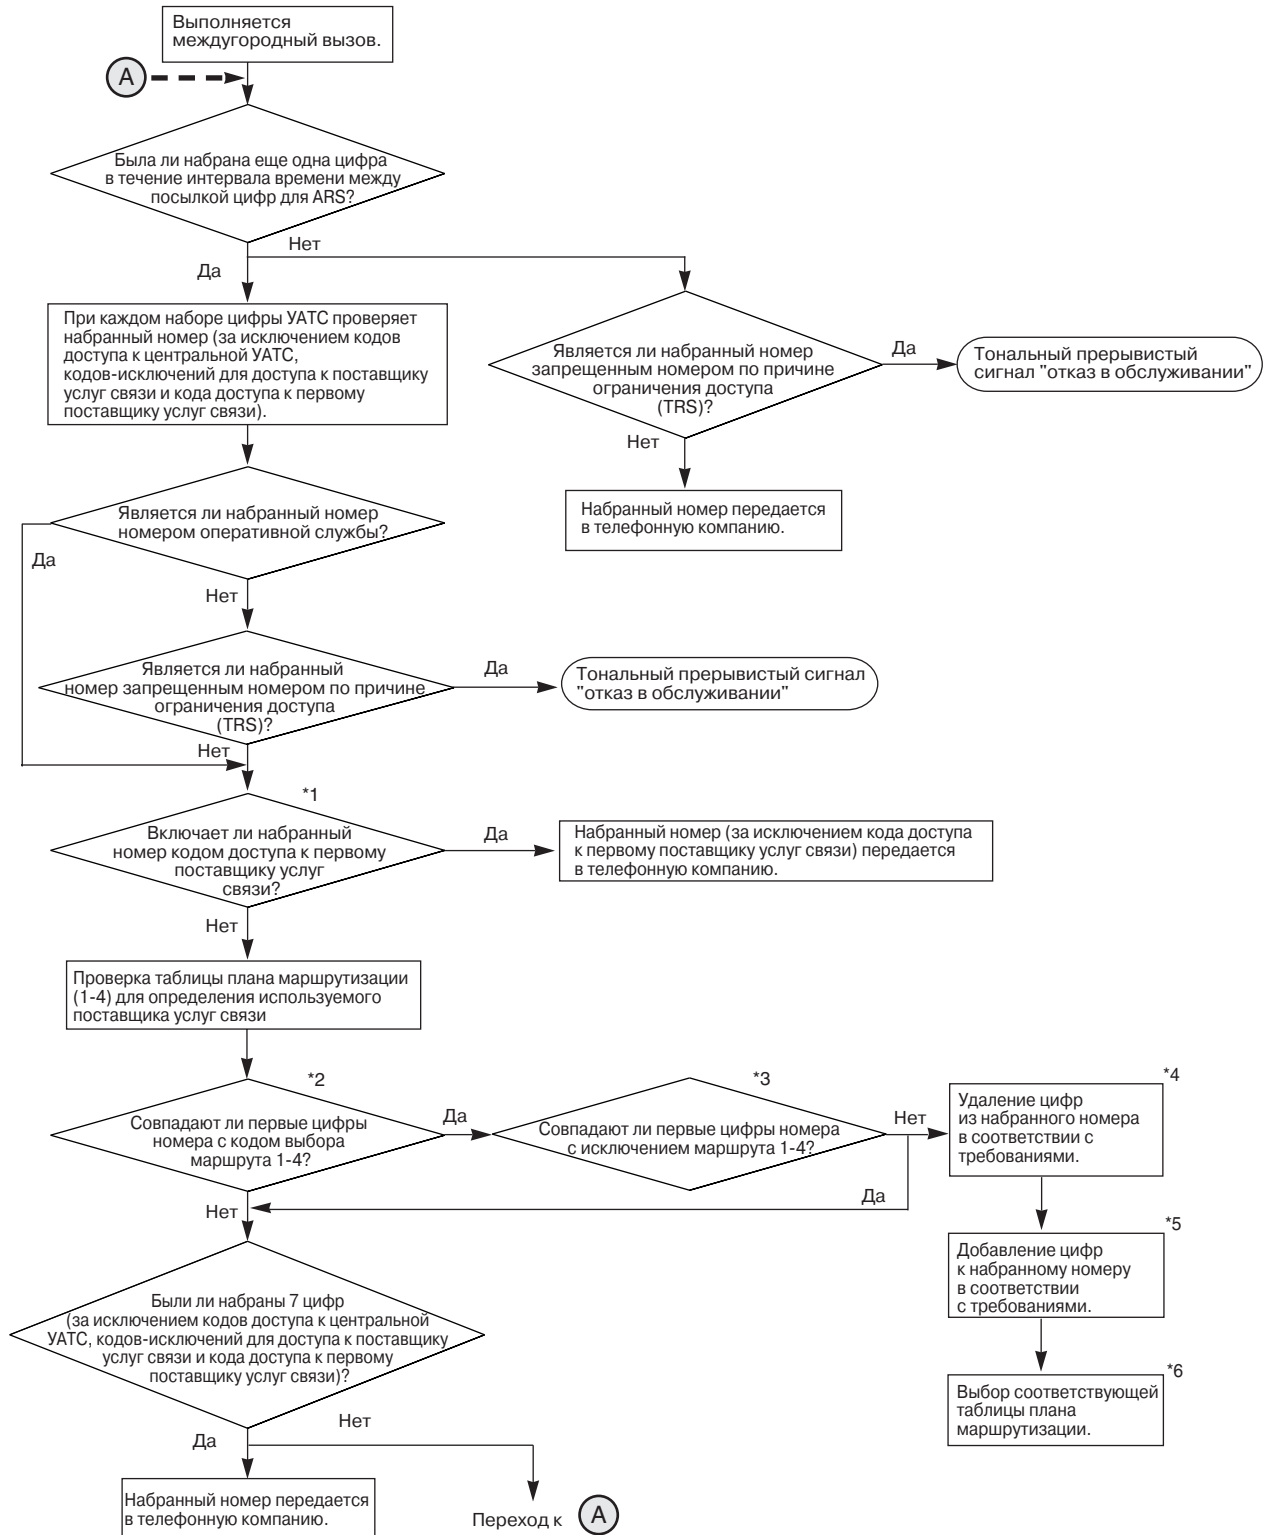 Выполняется
междугородный вызов.
А
Была ли набрана еще одна цифра
в течение интервала времени между
посылкой цифр для ARS?
Нет
Да
При каждом наборе цифры УАТС проверяет
набранный номер (за исключением кодов
доступа к центральной УАТС,
кодов-исключений для доступа к поставщику
услуг связи и кода доступа к первому
поставщику услуг связи).
Является ли набранный номер
запрещенным номером по причине
ограничения доступа
(TRS)?
Да
Тональный прерывистый
сигнал "отказ в обслуживании"
Нет
Набранный номер передается
в телефонную компанию.
Является ли набранный номер
номером оперативной службы?
Да
Нет
Является ли набранный
номер запрещенным номером по причине
ограничения доступа
(TRS)?
Да
Тональный прерывистый сигнал
"отказ в обслуживании"
Нет
*1
Включает ли набранный
номер кодом доступа к первому
поставщику услуг
связи?
Да
Набранный номер (за исключением кода доступа
к первому поставщику услуг связи) передается
в телефонную компанию.
Нет
Проверка таблицы плана маршрутизации
(1-4) для определения используемого
поставщика услуг связи
*2
Совпадают ли первые цифры
номера с кодом выбора
маршрута 1-4?
Да
*3
Совпадают ли первые цифры номера
с исключением маршрута 1-4?
Нет
*4
Удаление цифр
из набранного номера
в соответствии с
требованиями.
Да
Нет
*5
Добавление цифр
к набранному номеру
в соответствии
с требованиями.
Были ли набраны 7 цифр
(за исключением кодов доступа к центральной
УАТС, кодов-исключений для доступа к поставщику
услуг связи и кода доступа к первому
поставщику услуг связи)?
*6
Выбор соответствующей
таблицы плана
маршрутизации.
Нет
Да
Набранный номер передается
в телефонную компанию.
Переход к А